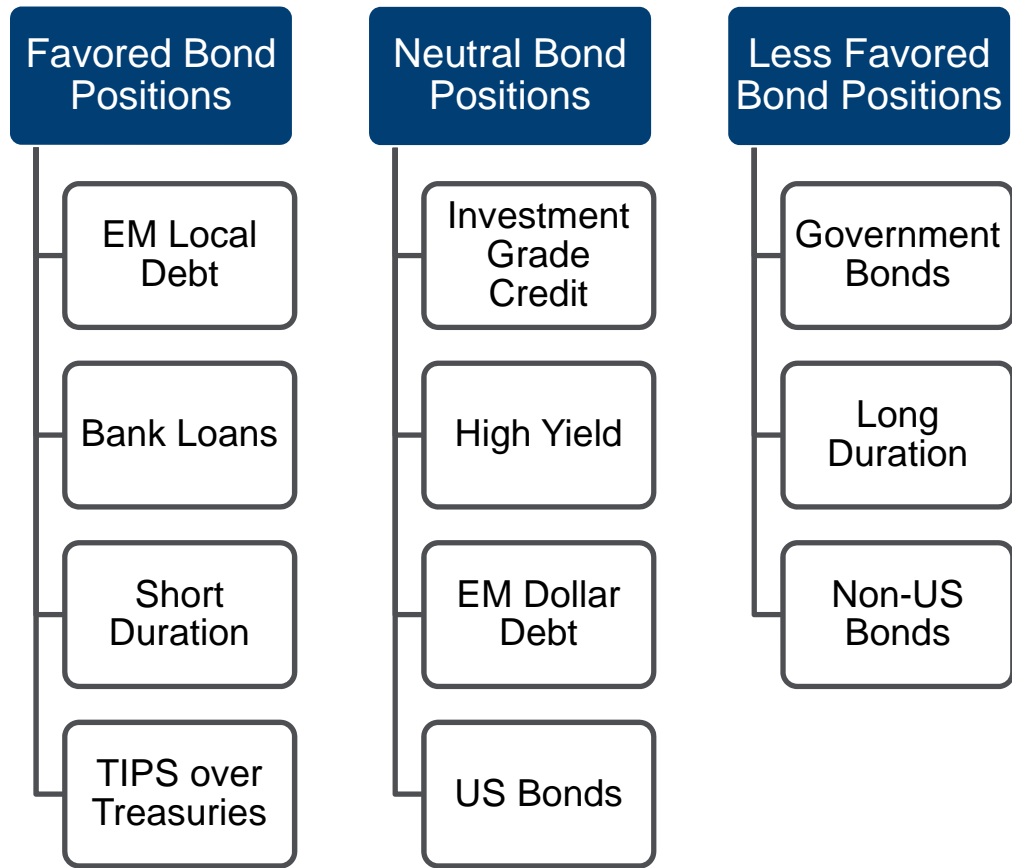 Favored Bond
Positions
EM Local
Debt
Bank Loans
Short
Duration
TIPS over
Treasuries
Neutral Bond
Positions
Investment
Grade
Credit
High Yield
EM Dollar
Debt
US Bonds
Less Favored
Bond Positions
Government
Bonds
Long
Duration
Non-US
Bonds